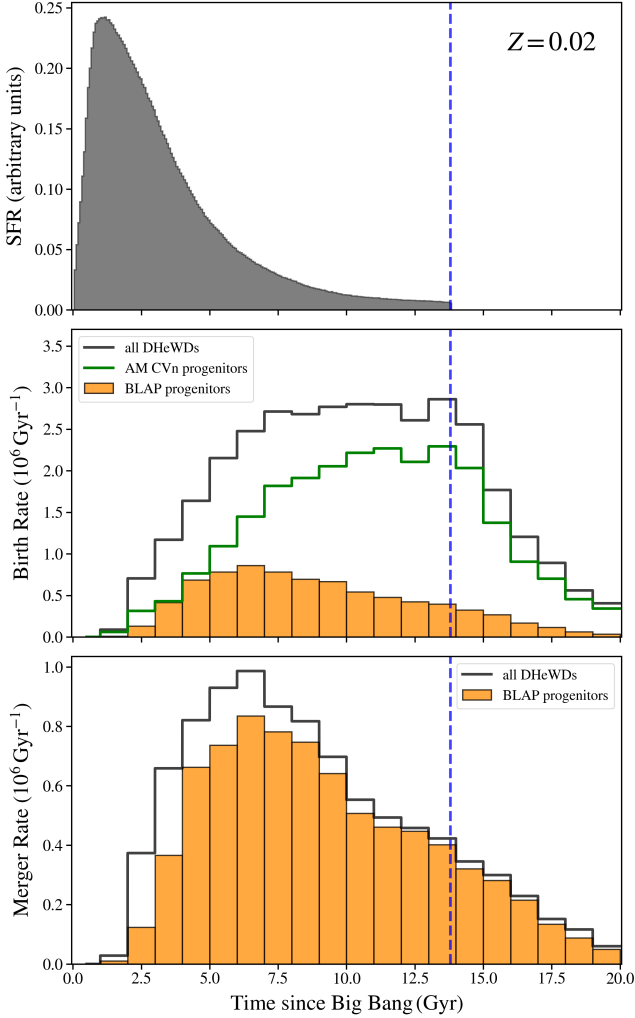 0.25
0.20
0.15
0.10
0.05
0.00
SFR (arbitrary units)
Z = 0.02
3.5
3.0
2.5
2.0
1.5
1.0
0.5
0.0
Birth Rate (10⁶ Gyr⁻¹)
all DHeWDs
AM CVn progenitors
BLAP progenitors
1.0
0.8
0.6
0.4
0.2
0.0
Merger Rate (10⁶ Gyr⁻¹)
all DHeWDs
BLAP progenitors
0.0 2.5 5.0 7.5 10.0 12.5 15.0 17.5 20.0
Time since Big Bang (Gyr)